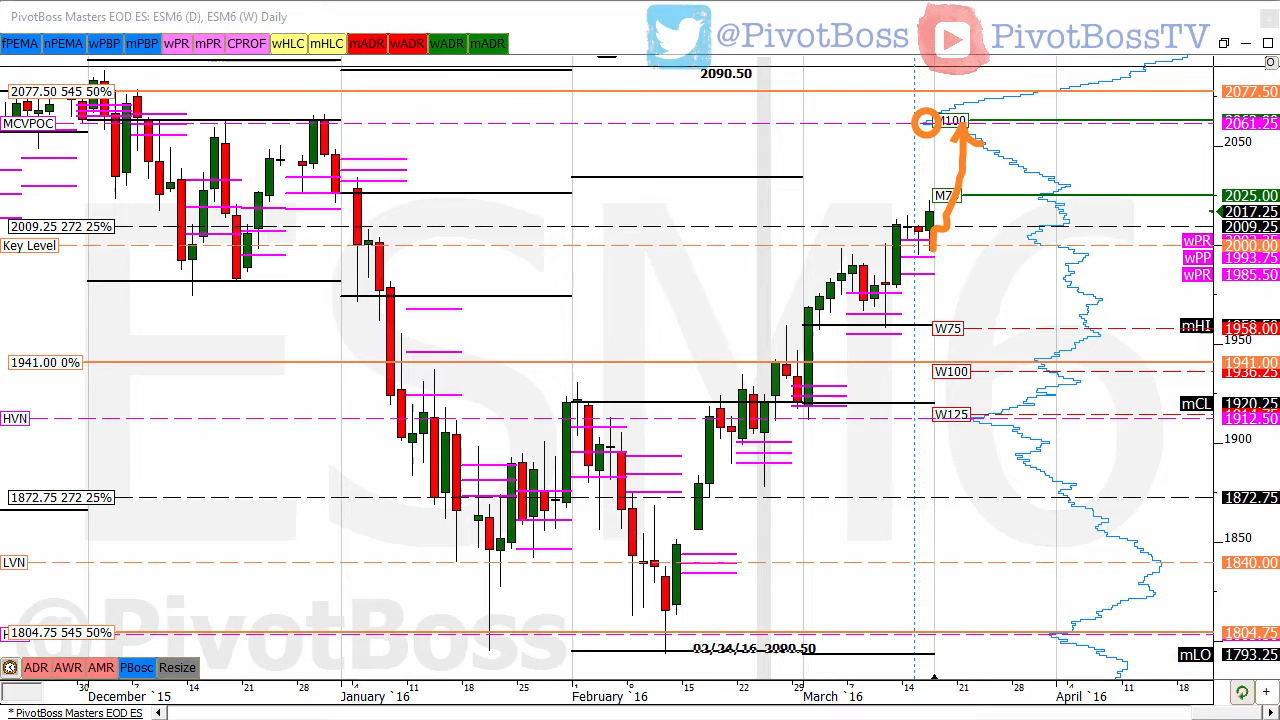 PivotBoss Masters EOD ES: ESM6 (D), ESM6 (W) Daily
@PivotBoss
PivotBossTV
fPEMA nPEMA wPBP mPBP wPR mPR CPROF wHLC mHLC mADR wADR wADR mADR
2090.50
2077.50 545 50%
2077.50
MCVPOC
M100
2061.25
2050
M7
2025.00
2017.25
2009.25 272 25%
2009.25
wPR
Key Level
2000.00
wPP
1993.75
wPR
1985.50
mHI
W75
1958.00
1950
1941.00 0%
1941.00
W100
1936.25
mCL
1920.25
HVN
W125
1912.50
1900
1872.75 272 25%
1872.75
1850
LVN
1840.00
@PivotBoss
ESM6
1804.75 545 50%
1804.75
03/24/16 2090.50
mLO
1793.25
ADR AWR AMR PBosc Resize
30 14 21 28 4 11 18 25 8 15 22 29 7 14 21 28 4 11 18
December `15 January `16 February `16 March `16 April `16
* PivotBoss Masters EOD ES